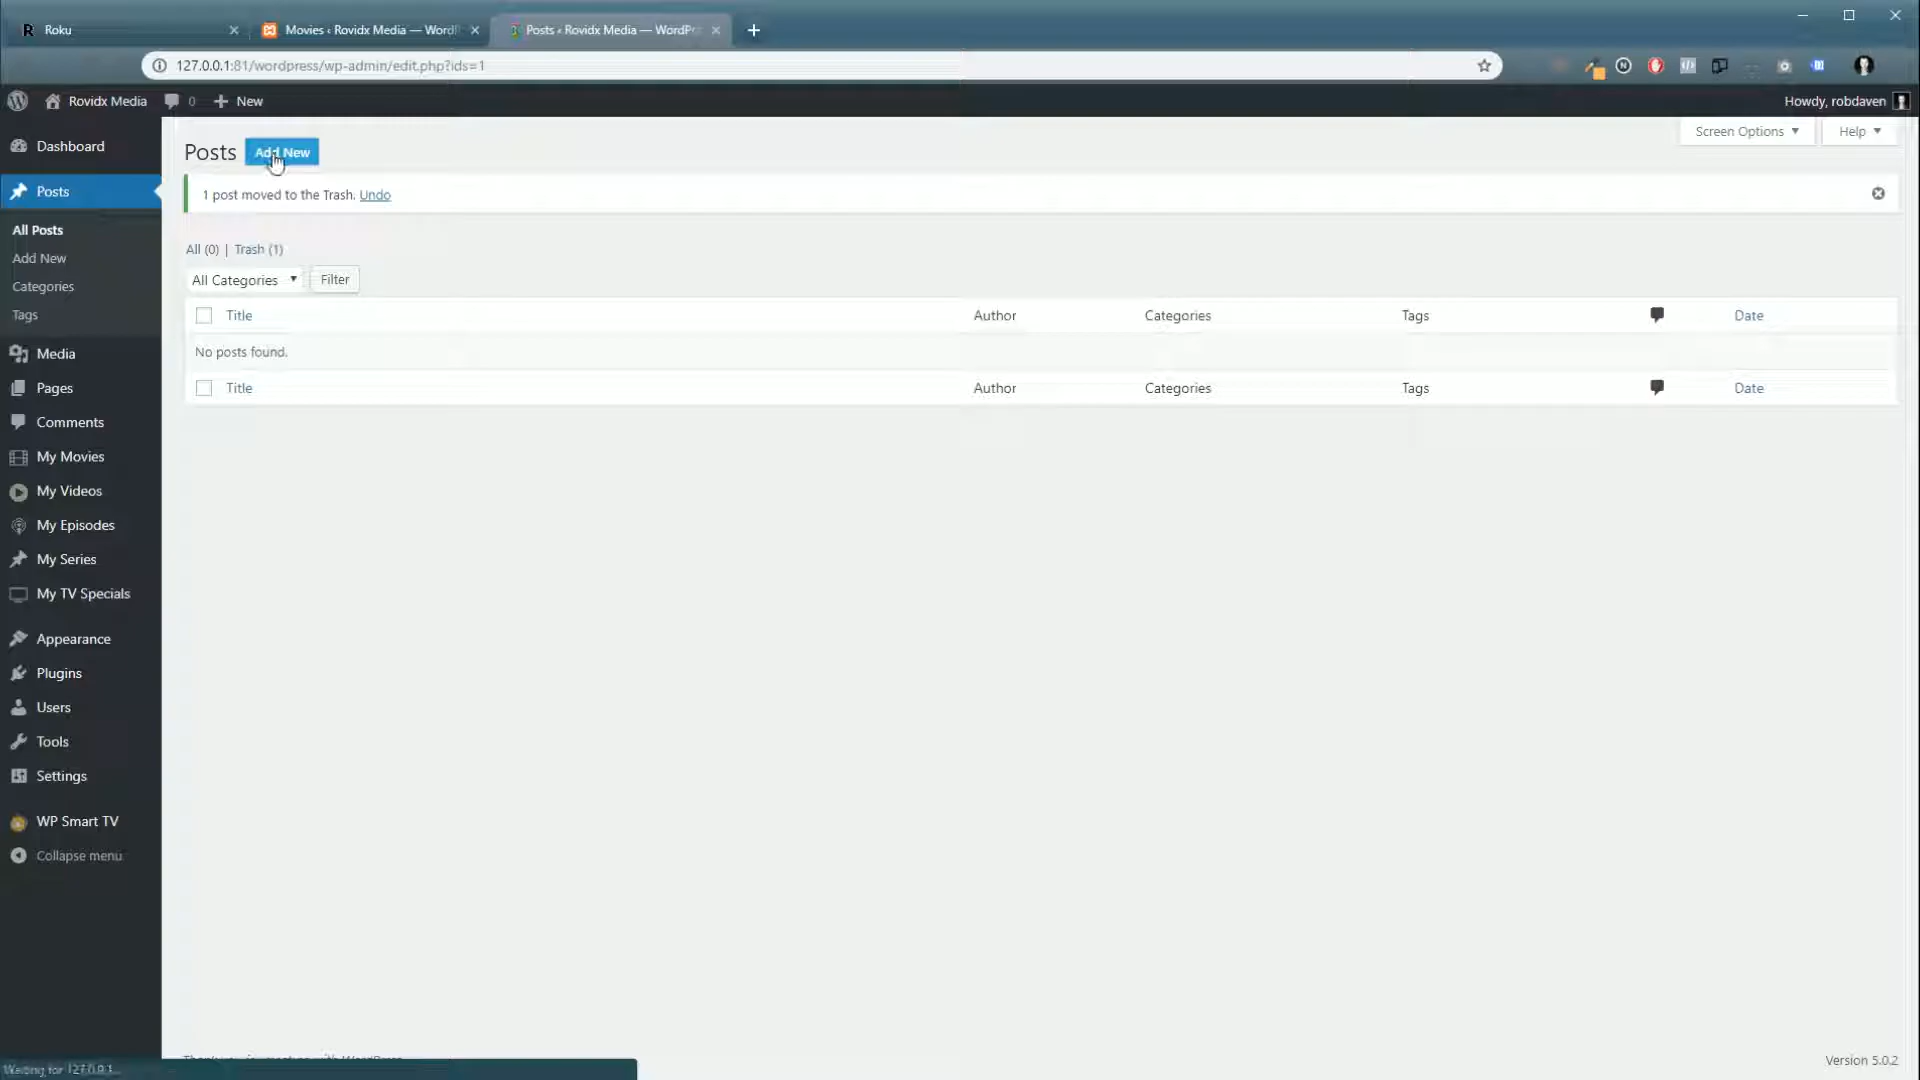 Roku
Movies ‹ Rovidx Media — Word
Posts ‹ Rovidx Media — WordPr
127.0.0.1:81/wordpress/wp-admin/edit.php?ids=1
Rovidx Media 0 New
Howdy, robdaven
Dashboard
Posts
All Posts
Add New
Categories
Tags
Media
Pages
Comments
My Movies
My Videos
My Episodes
My Series
My TV Specials
Appearance
Plugins
Users
Tools
Settings
WP Smart TV
Collapse menu
Posts Add New
Screen Options Help
1 post moved to the Trash. Undo
All (0) | Trash (1)
All Categories Filter
Title Author Categories Tags Date
No posts found.
Title Author Categories Tags Date
Version 5.0.2
Waiting for 127.0.0.1...